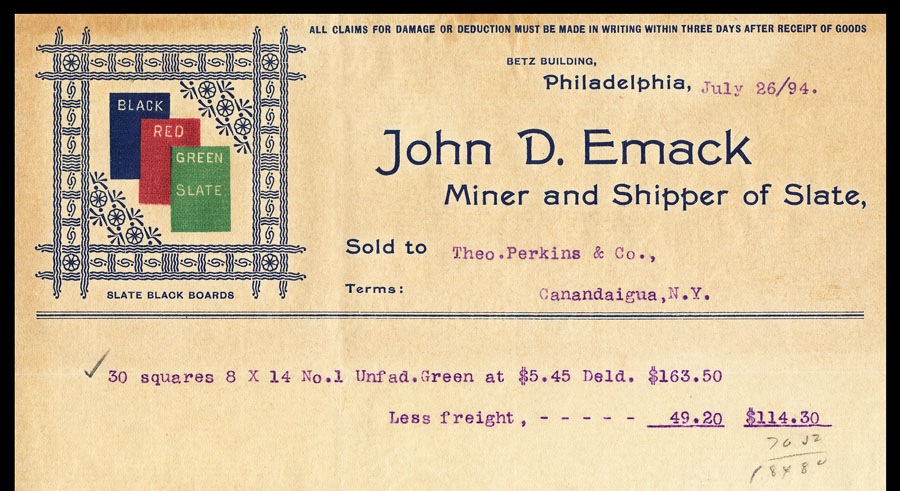 ALL CLAIMS FOR DAMAGE OR DEDUCTION MUST BE MADE IN WRITING WITHIN THREE DAYS AFTER RECEIPT OF GOODS
BETZ BUILDING,
Philadelphia, July 26/94.
BLACK
RED
GREEN
SLATE
SLATE BLACK BOARDS
John D. Emack
Miner and Shipper of Slate,
Sold to Theo.Perkins & Co.,
Terms: Canandaigua,N.Y.
30 squares 8 X 14 No.1 Unfad.Green at $5.45 Deld. $163.50
Less freight, - - - - - 49.20 $114.30